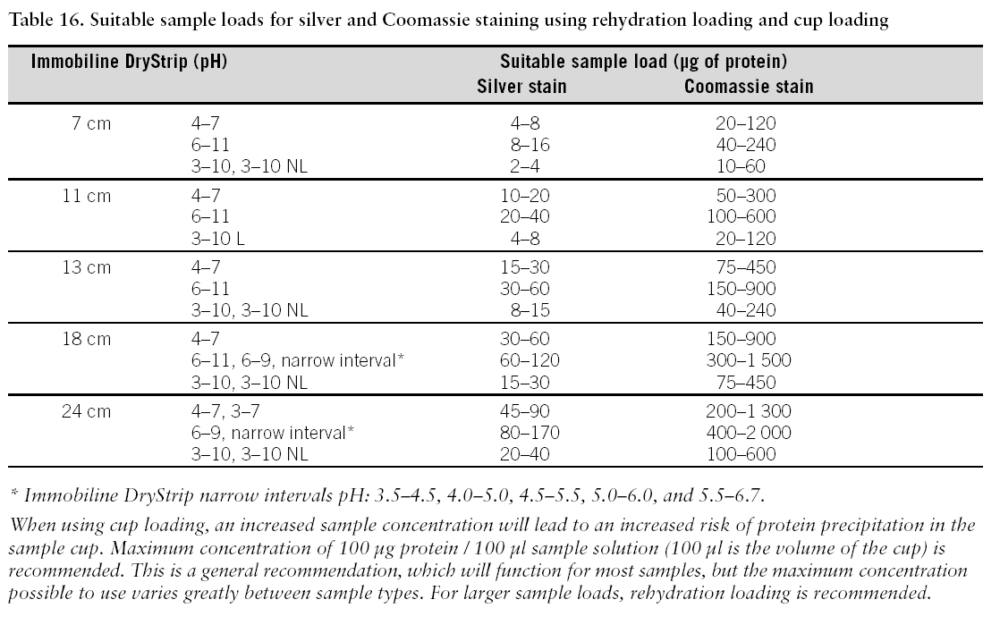 Table 16. Suitable sample loads for silver and Coomassie staining using rehydration loading and cup loading
Immobiline DryStrip (pH) Suitable sample load (µg of protein)
Silver stain Coomassie stain
7 cm 4–7 4–8 20–120
6–11 8–16 40–240
3–10, 3–10 NL 2–4 10–60
11 cm 4–7 10–20 50–300
6–11 20–40 100–600
3–10 L 4–8 20–120
13 cm 4–7 15–30 75–450
6–11 30–60 150–900
3–10, 3–10 NL 8–15 40–240
18 cm 4–7 30–60 150–900
6–11, 6–9, narrow interval* 60–120 300–1 500
3–10, 3–10 NL 15–30 75–450
24 cm 4–7, 3–7 45–90 200–1 300
6–9, narrow interval* 80–170 400–2 000
3–10, 3–10 NL 20–40 100–600
* Immobiline DryStrip narrow intervals pH: 3.5–4.5, 4.0–5.0, 4.5–5.5, 5.0–6.0, and 5.5–6.7.
When using cup loading, an increased sample concentration will lead to an increased risk of protein precipitation in the
sample cup. Maximum concentration of 100 µg protein / 100 µl sample solution (100 µl is the volume of the cup) is
recommended. This is a general recommendation, which will function for most samples, but the maximum concentration
possible to use varies greatly between sample types. For larger sample loads, rehydration loading is recommended.